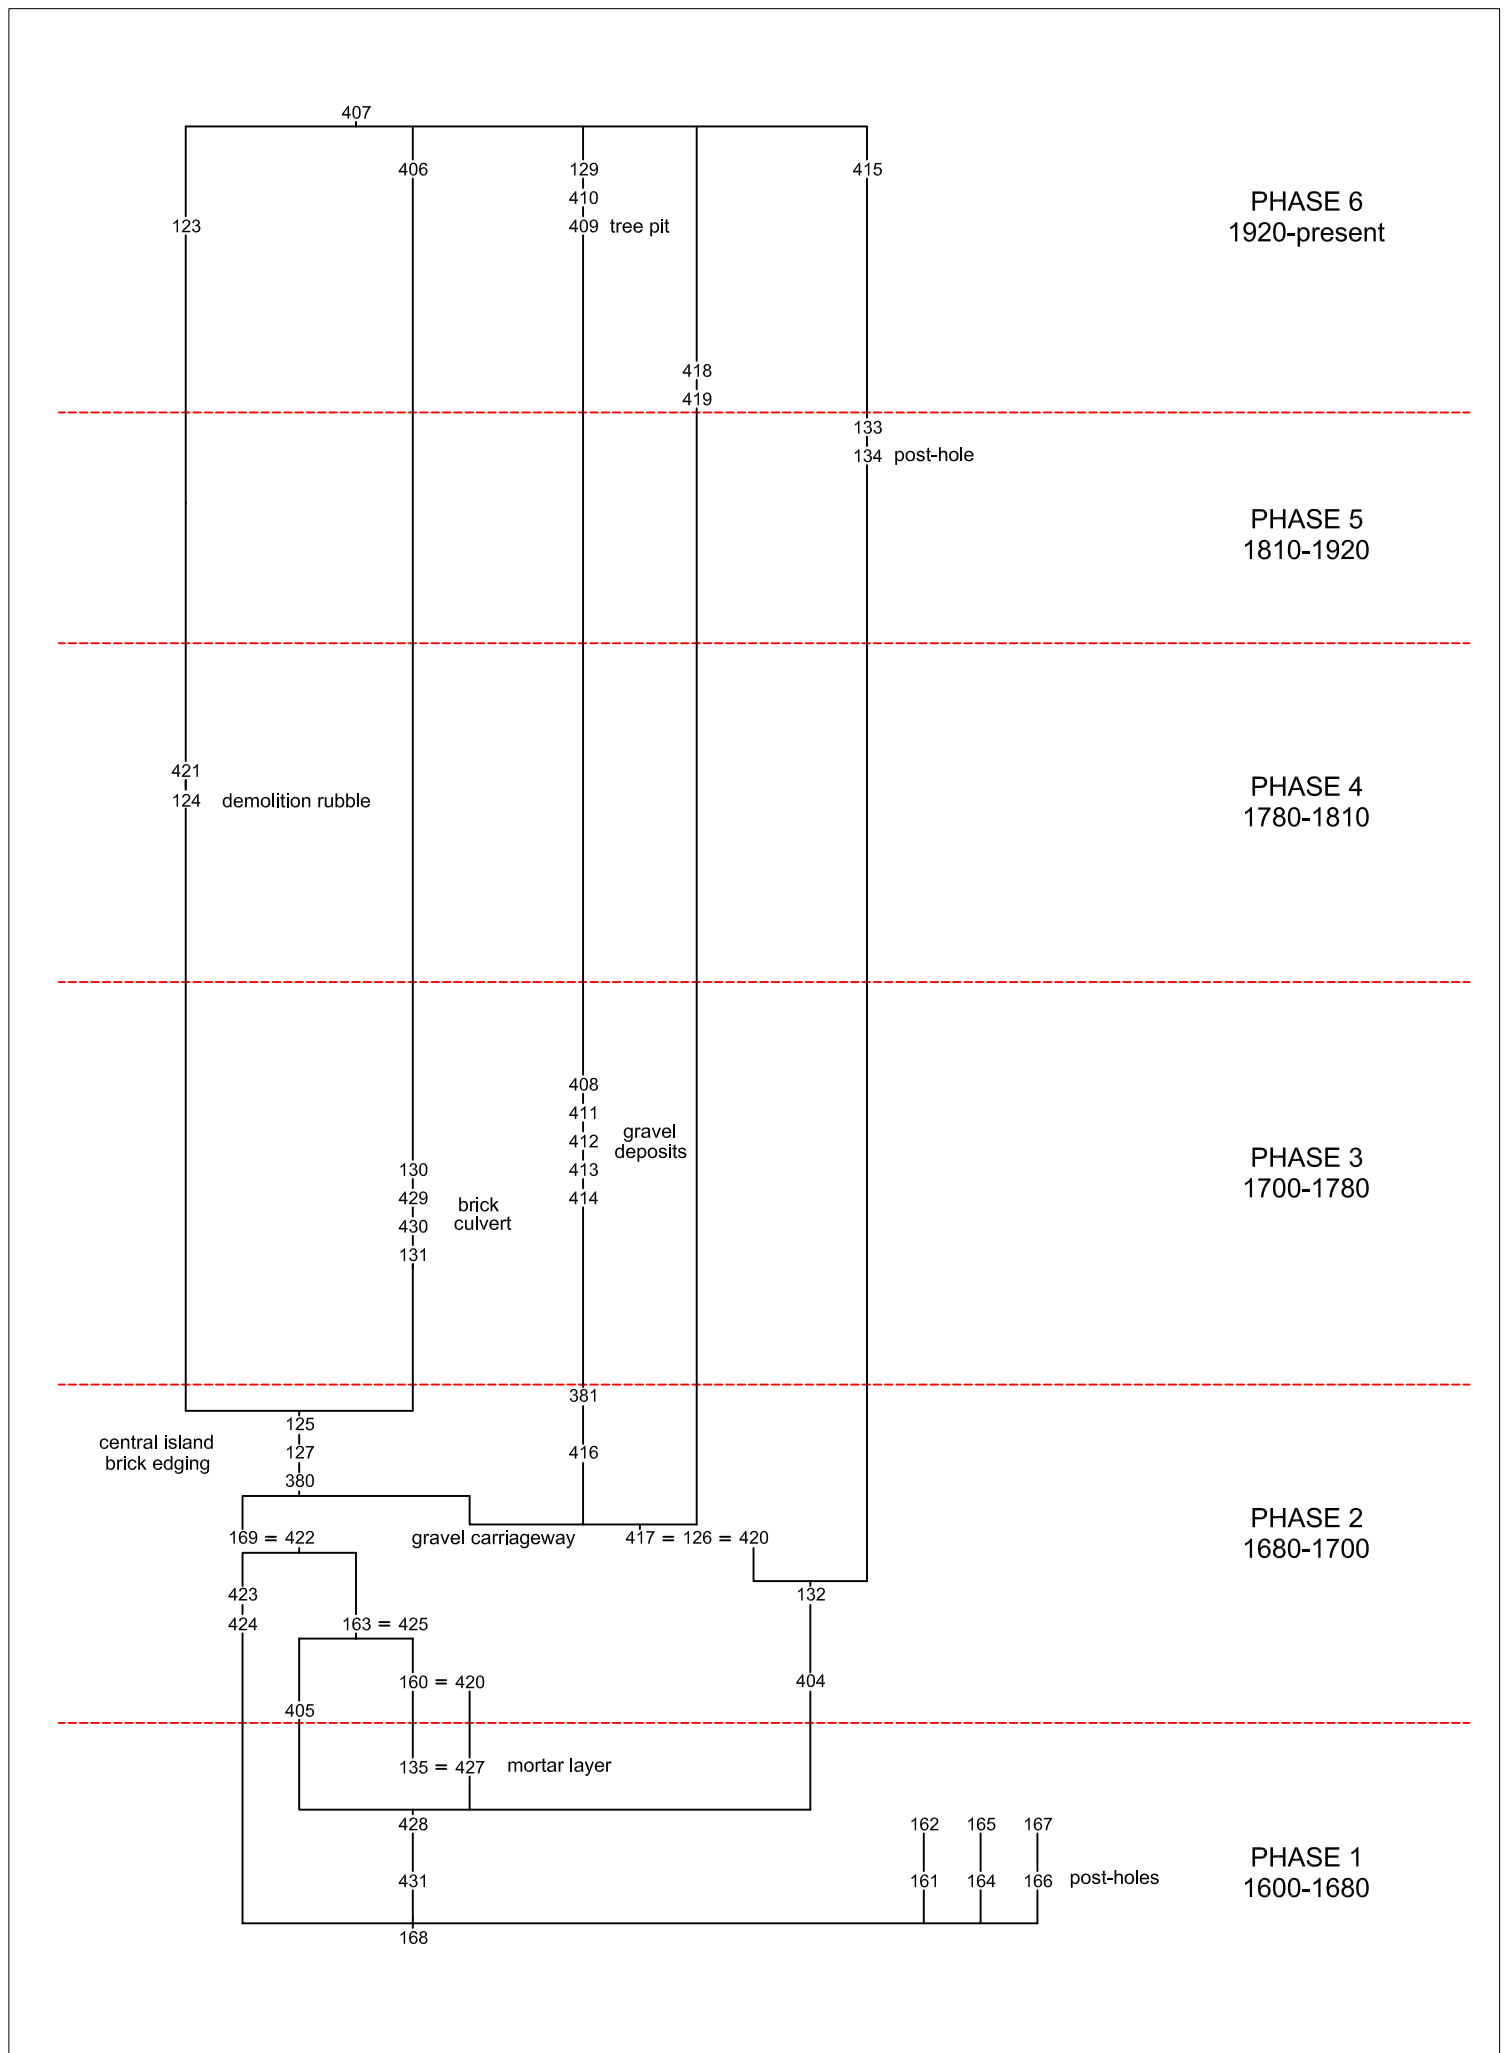 407
406
129
415
410
123
409 tree pit
PHASE 6
1920-present
418
419
133
134 post-hole
PHASE 5
1810-1920
421
124 demolition rubble
PHASE 4
1780-1810
408
411
412
413
414
gravel
deposits
PHASE 3
1700-1780
130
429
430
131
brick
culvert
381
125
127
380
central island
brick edging
416
169 = 422
gravel carriageway
417 = 126 = 420
PHASE 2
1680-1700
423
424
132
163 = 425
160 = 420
404
405
135 = 427 mortar layer
428
431
162
165
167
161
164
166
post-holes
PHASE 1
1600-1680
168